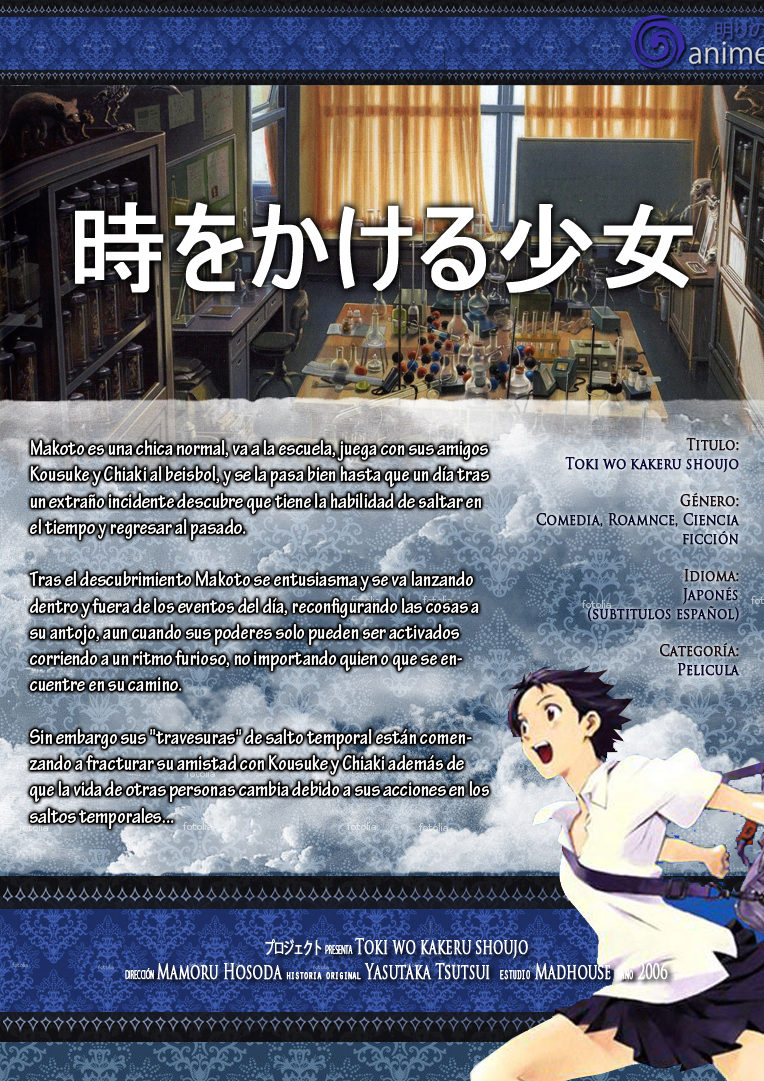 明りの
anime
時をかける少女
Makoto es una chica normal, va a la escuela, juega con sus amigos
Kousuke y Chiaki al beisbol, y se la pasa bien hasta que un día tras
un extraño incidente descubre que tiene la habilidad de saltar en
el tiempo y regresar al pasado.
Tras el descubrimiento Makoto se entusiasma y se va lanzando
dentro y fuera de los eventos del día, reconfigurando las cosas a
su antojo, aun cuando sus poderes solo pueden ser activados
corriendo a un ritmo furioso, no importando quien o que se en-
cuentre en su camino.
Sin embargo sus "travesuras" de salto temporal están comen-
zando a fracturar su amistad con Kousuke y Chiaki además de
que la vida de otras personas cambia debido a sus acciones en los
saltos temporales...
Titulo:
Toki wo kakeru shoujo
Género:
Comedia, Roamnce, Ciencia
ficción
Idioma:
Japonés
(subtitulos español)
Categoría:
Pelicula
fotolia
fotolia
fotolia
fotolia
プロジェクト PRESENTA Toki wo kakeru shoujo
DIRECCIÓN Mamoru Hosoda HISTORIA ORIGINAL Yasutaka Tsutsui ESTUDIO Madhouse AÑO 2006